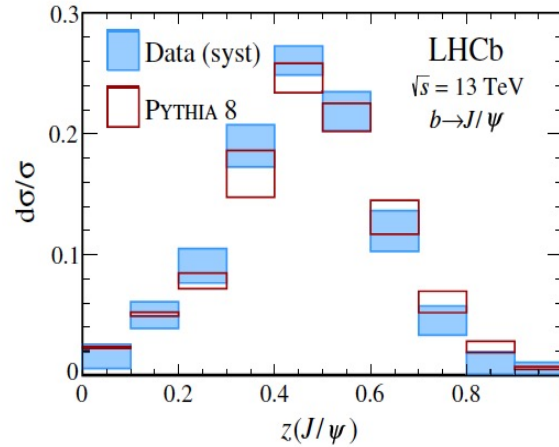 0.3
Data (syst)
PYTHIA 8
LHCb
√s = 13 TeV
b→J/ψ
0.2
0.1
0
dσ/σ
0 0.2 0.4 0.6 0.8
z(J/ψ)